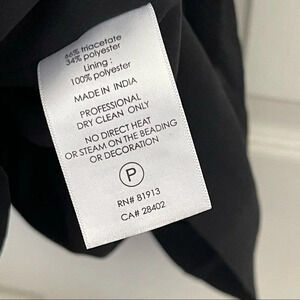 66% triacetate
34% polyester
Lining :
100% polyester
MADE IN INDIA
PROFESSIONAL
DRY CLEAN ONLY
NO DIRECT HEAT
OR STEAM ON THE BEADING
OR DECORATION
P
RN# 81913
CA# 28402